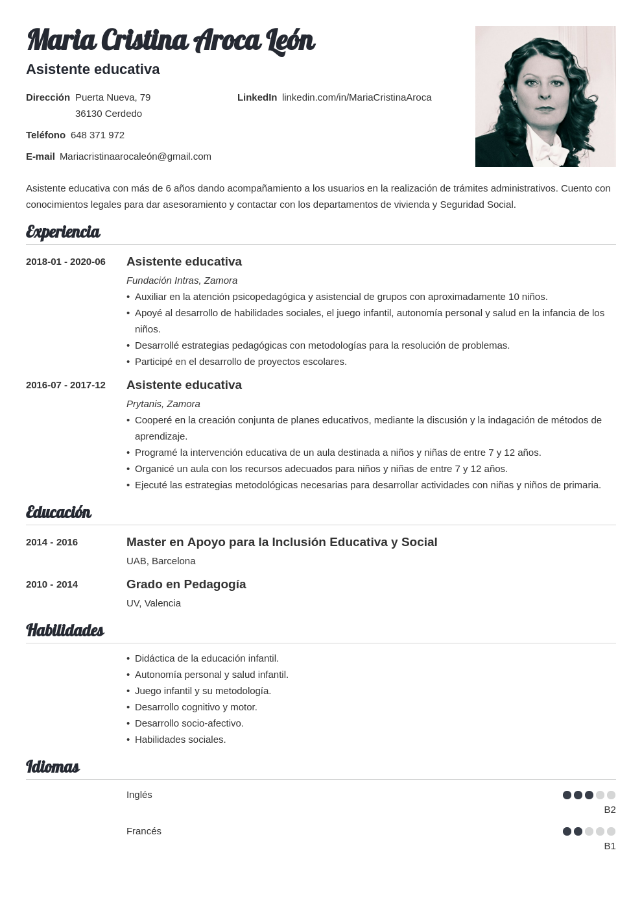 Maria Cristina Aroca León
Asistente educativa
Dirección Puerta Nueva, 79
36130 Cerdedo
LinkedIn linkedin.com/in/MariaCristinaAroca
Teléfono 648 371 972
E-mail Mariacristinaarocaleón@gmail.com
Asistente educativa con más de 6 años dando acompañamiento a los usuarios en la realización de trámites administrativos. Cuento con
conocimientos legales para dar asesoramiento y contactar con los departamentos de vivienda y Seguridad Social.
Experiencia
2018-01 - 2020-06 Asistente educativa
Fundación Intras, Zamora
• Auxiliar en la atención psicopedagógica y asistencial de grupos con aproximadamente 10 niños.
• Apoyé al desarrollo de habilidades sociales, el juego infantil, autonomía personal y salud en la infancia de los
niños.
• Desarrollé estrategias pedagógicas con metodologías para la resolución de problemas.
• Participé en el desarrollo de proyectos escolares.
2016-07 - 2017-12 Asistente educativa
Prytanis, Zamora
• Cooperé en la creación conjunta de planes educativos, mediante la discusión y la indagación de métodos de
aprendizaje.
• Programé la intervención educativa de un aula destinada a niños y niñas de entre 7 y 12 años.
• Organicé un aula con los recursos adecuados para niños y niñas de entre 7 y 12 años.
• Ejecuté las estrategias metodológicas necesarias para desarrollar actividades con niñas y niños de primaria.
Educación
2014 - 2016 Master en Apoyo para la Inclusión Educativa y Social
UAB, Barcelona
2010 - 2014 Grado en Pedagogía
UV, Valencia
Habilidades
• Didáctica de la educación infantil.
• Autonomía personal y salud infantil.
• Juego infantil y su metodología.
• Desarrollo cognitivo y motor.
• Desarrollo socio-afectivo.
• Habilidades sociales.
Idiomas
Inglés
B2
Francés
B1